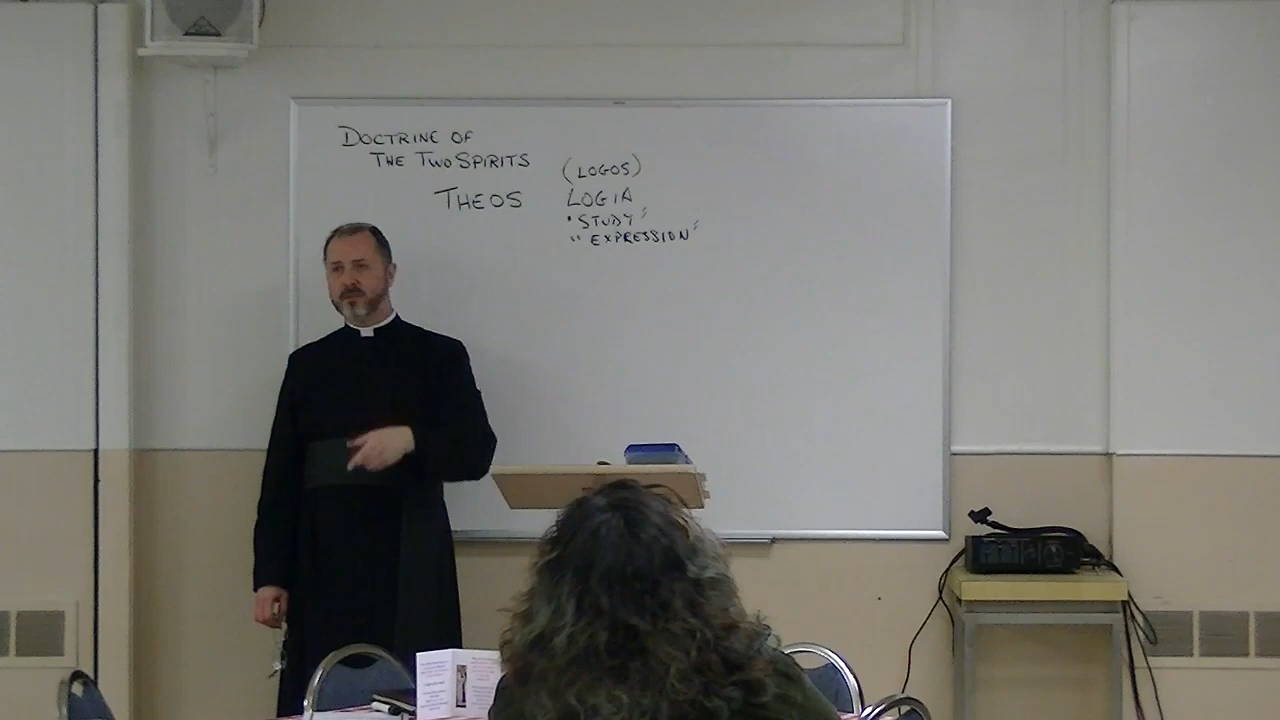 DOCTRINE OF
THE TWO SPIRITS
(LOGOS)
THEOS LOGIA
"STUDY"
"EXPRESSION"